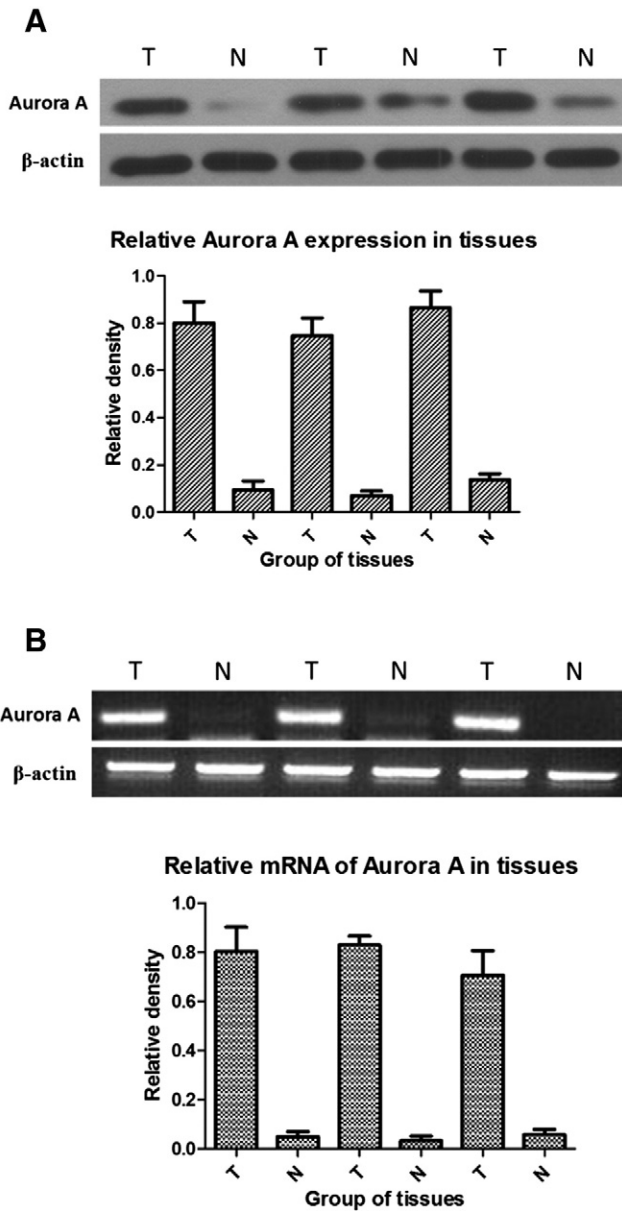 A
T N T N T N
Aurora A
β-actin
Relative Aurora A expression in tissues
Relative density
1.0
0.8
0.6
0.4
0.2
0.0
T N T N T N
Group of tissues
B
T N T N T N
Aurora A
β-actin
Relative mRNA of Aurora A in tissues
Relative density
1.0
0.8
0.6
0.4
0.2
0.0
T N T N T N
Group of tissues